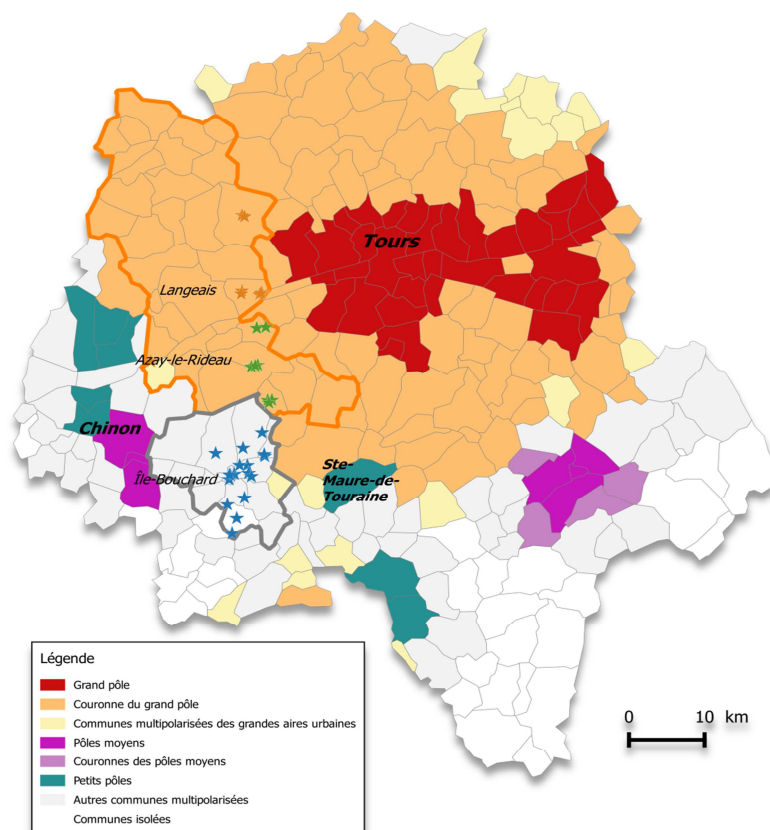 Tours
Langeais
Azay-le-Rideau
Chinon
Île-Bouchard
Ste-
Maure-de-
Touraine
Légende
Grand pôle
Couronne du grand pôle
Communes multipolarisées des grandes aires urbaines
Pôles moyens
Couronnes des pôles moyens
Petits pôles
Autres communes multipolarisées
Communes isolées
0 10 km